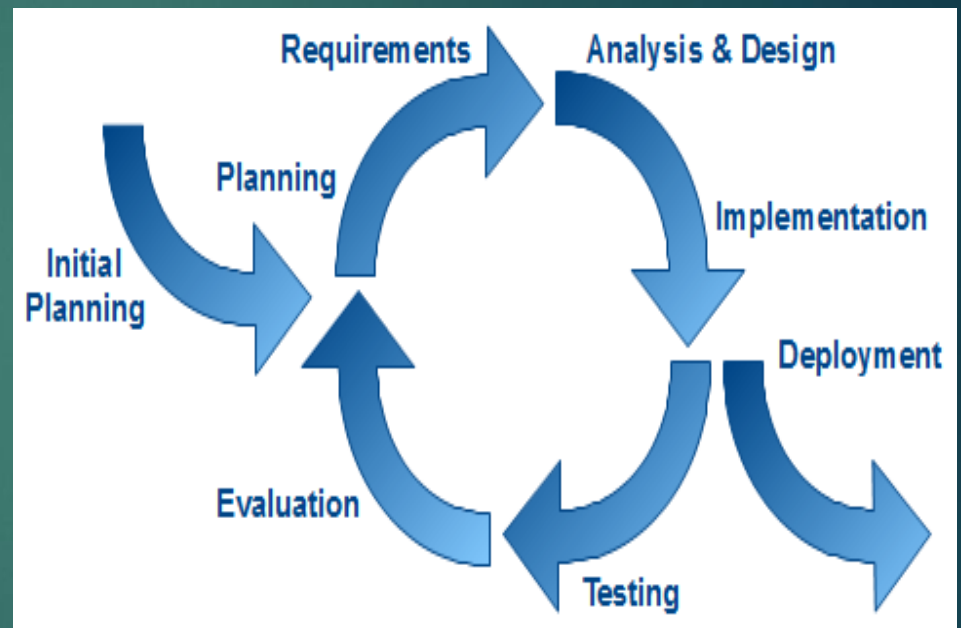 Requirements
Analysis & Design
Planning
Implementation
Initial
Planning
Deployment
Evaluation
Testing